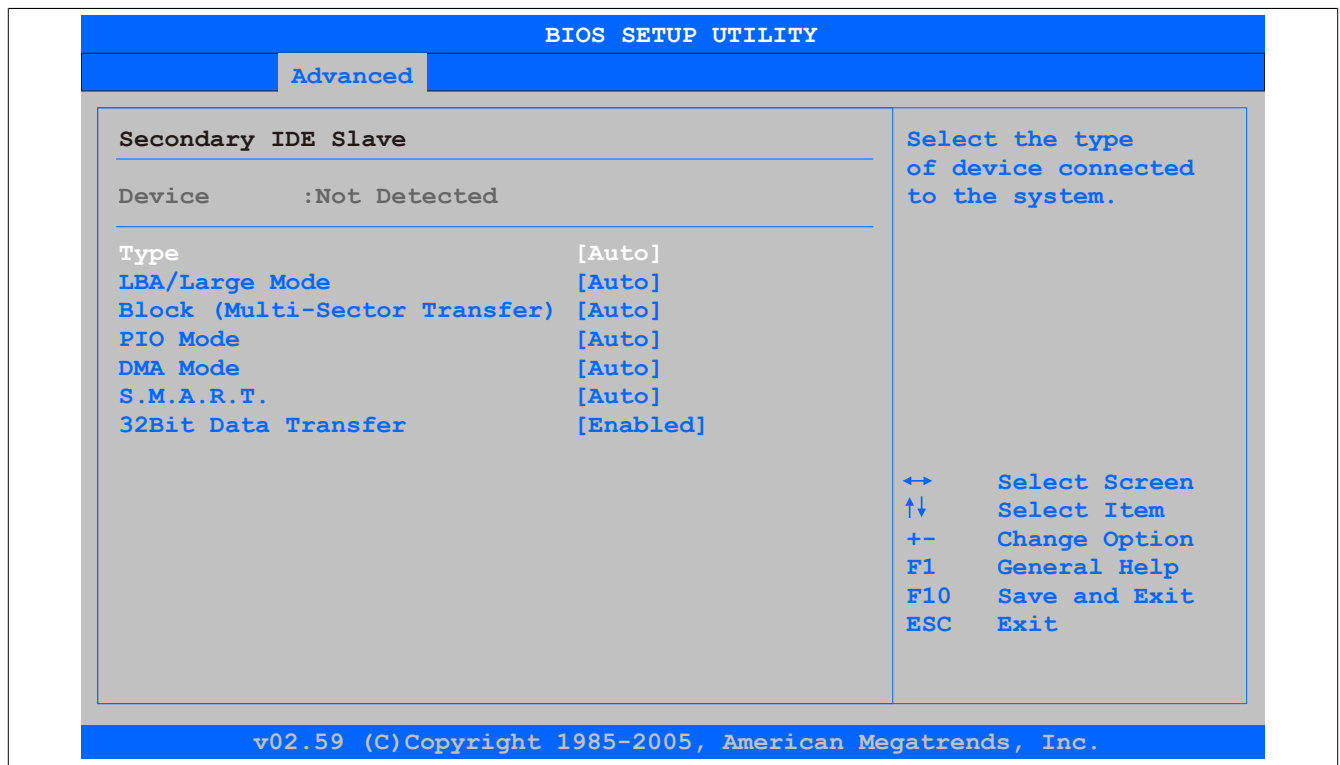 BIOS SETUP UTILITY
Advanced
Secondary IDE Slave
Device :Not Detected
Type [Auto]
LBA/Large Mode [Auto]
Block (Multi-Sector Transfer) [Auto]
PIO Mode [Auto]
DMA Mode [Auto]
S.M.A.R.T. [Auto]
32Bit Data Transfer [Enabled]
Select the type
of device connected
to the system.
↔ Select Screen
↑↓ Select Item
+- Change Option
F1 General Help
F10 Save and Exit
ESC Exit
v02.59 (C)Copyright 1985-2005, American Megatrends, Inc.